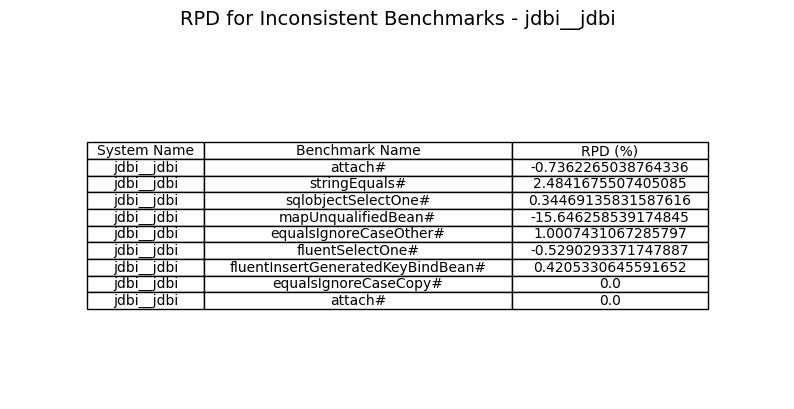 RPD for Inconsistent Benchmarks - jdbi__jdbi
System Name Benchmark Name RPD (%)
jdbi__jdbi attach# -0.7362265038764336
jdbi__jdbi stringEquals# 2.4841675507405085
jdbi__jdbi sqlobjectSelectOne# 0.34469135831587616
jdbi__jdbi mapUnqualifiedBean# -15.646258539174845
jdbi__jdbi equalsIgnoreCaseOther# 1.0007431067285797
jdbi__jdbi fluentSelectOne# -0.5290293371747887
jdbi__jdbi fluentInsertGeneratedKeyBindBean# 0.4205330645591652
jdbi__jdbi equalsIgnoreCaseCopy# 0.0
jdbi__jdbi attach# 0.0